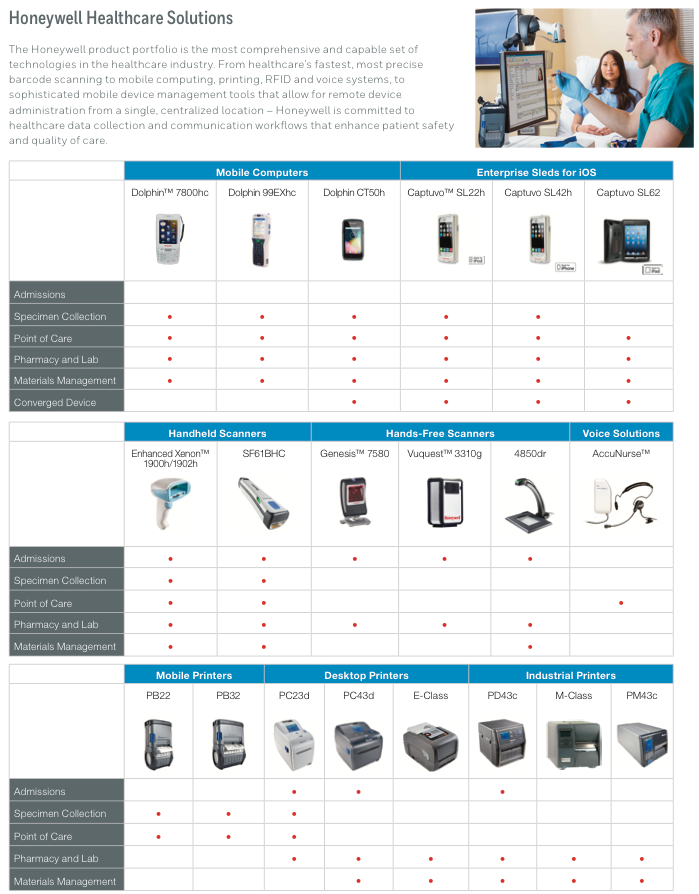 Honeywell Healthcare Solutions
The Honeywell product portfolio is the most comprehensive and capable set of
technologies in the healthcare industry. From healthcare's fastest, most precise
barcode scanning to mobile computing, printing, RFID and voice systems, to
sophisticated mobile device management tools that allow for remote device
administration from a single, centralized location – Honeywell is committed to
healthcare data collection and communication workflows that enhance patient safety
and quality of care.
Mobile Computers Enterprise Sleds for iOS
Dolphin™ 7800hc Dolphin 99EXhc Dolphin CT50h Captuvo™ SL22h Captuvo SL42h Captuvo SL62
Admissions
Specimen Collection • • • • •
Point of Care • • • • • •
Pharmacy and Lab • • • • • •
Materials Management • • • • • •
Converged Device • • • •
Handheld Scanners Hands-Free Scanners Voice Solutions
Enhanced Xenon™ SF61BHC Genesis™ 7580 Vuquest™ 3310g 4850dr AccuNurse™
1900h/1902h
Honeywell
Admissions • • • • •
Specimen Collection • •
Point of Care • • •
Pharmacy and Lab • • • • •
Materials Management • • •
Mobile Printers Desktop Printers Industrial Printers
PB22 PB32 PC23d PC43d E-Class PD43c M-Class PM43c
Admissions • • •
Specimen Collection • • •
Point of Care • • •
Pharmacy and Lab • • • • • •
Materials Management • • • • •